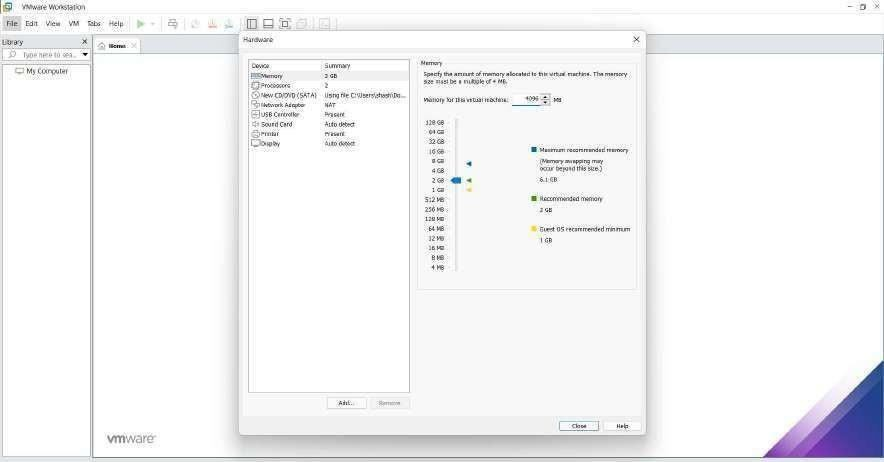 VMware Workstation
File Edit View VM Tabs Help
Library
Type here to sea...
My Computer
Home
Hardware
Device Summary
Memory 2 GB
Processors 2
New CD/DVD (SATA) Using file C:\Users\shash\Do...
Network Adapter NAT
USB Controller Present
Sound Card Auto detect
Printer Present
Display Auto detect
Add... Remove
Memory
Specify the amount of memory allocated to this virtual machine. The memory
size must be a multiple of 4 MB.
Memory for this virtual machine: 4096 MB
128 GB
64 GB
32 GB
16 GB
8 GB
4 GB
2 GB
1 GB
512 MB
256 MB
128 MB
64 MB
32 MB
16 MB
8 MB
4 MB
Maximum recommended memory
(Memory swapping may
occur beyond this size.)
6.1 GB
Recommended memory
2 GB
Guest OS recommended minimum
1 GB
Close Help
vmware